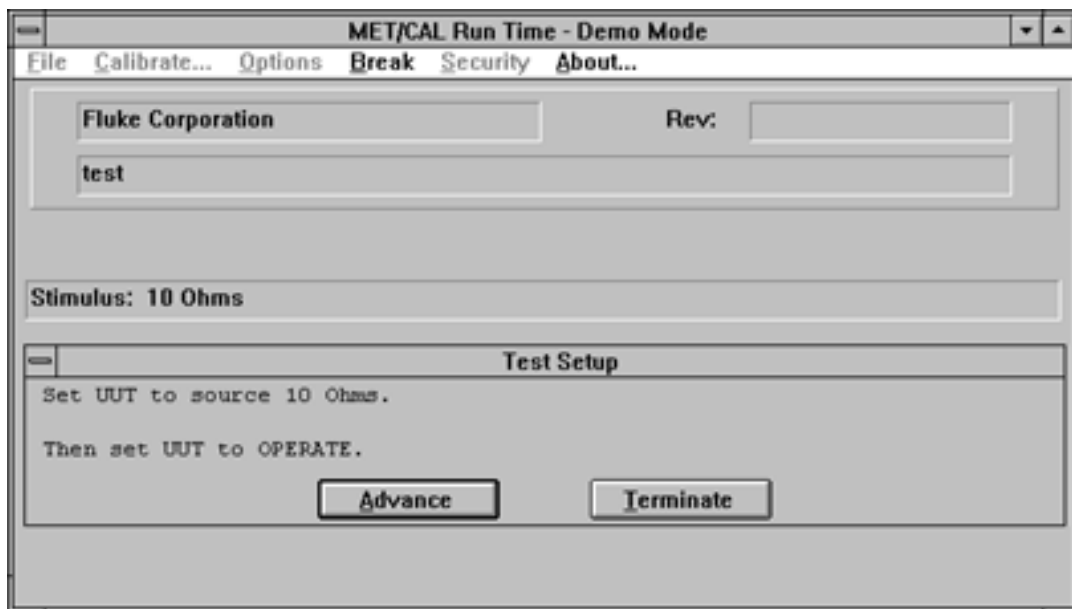 MET/CAL Run Time - Demo Mode
File Calibrate... Options Break Security About...
Fluke Corporation Rev:
test
Stimulus: 10 Ohms
Test Setup
Set UUT to source 10 Ohms.
Then set UUT to OPERATE.
Advance Terminate